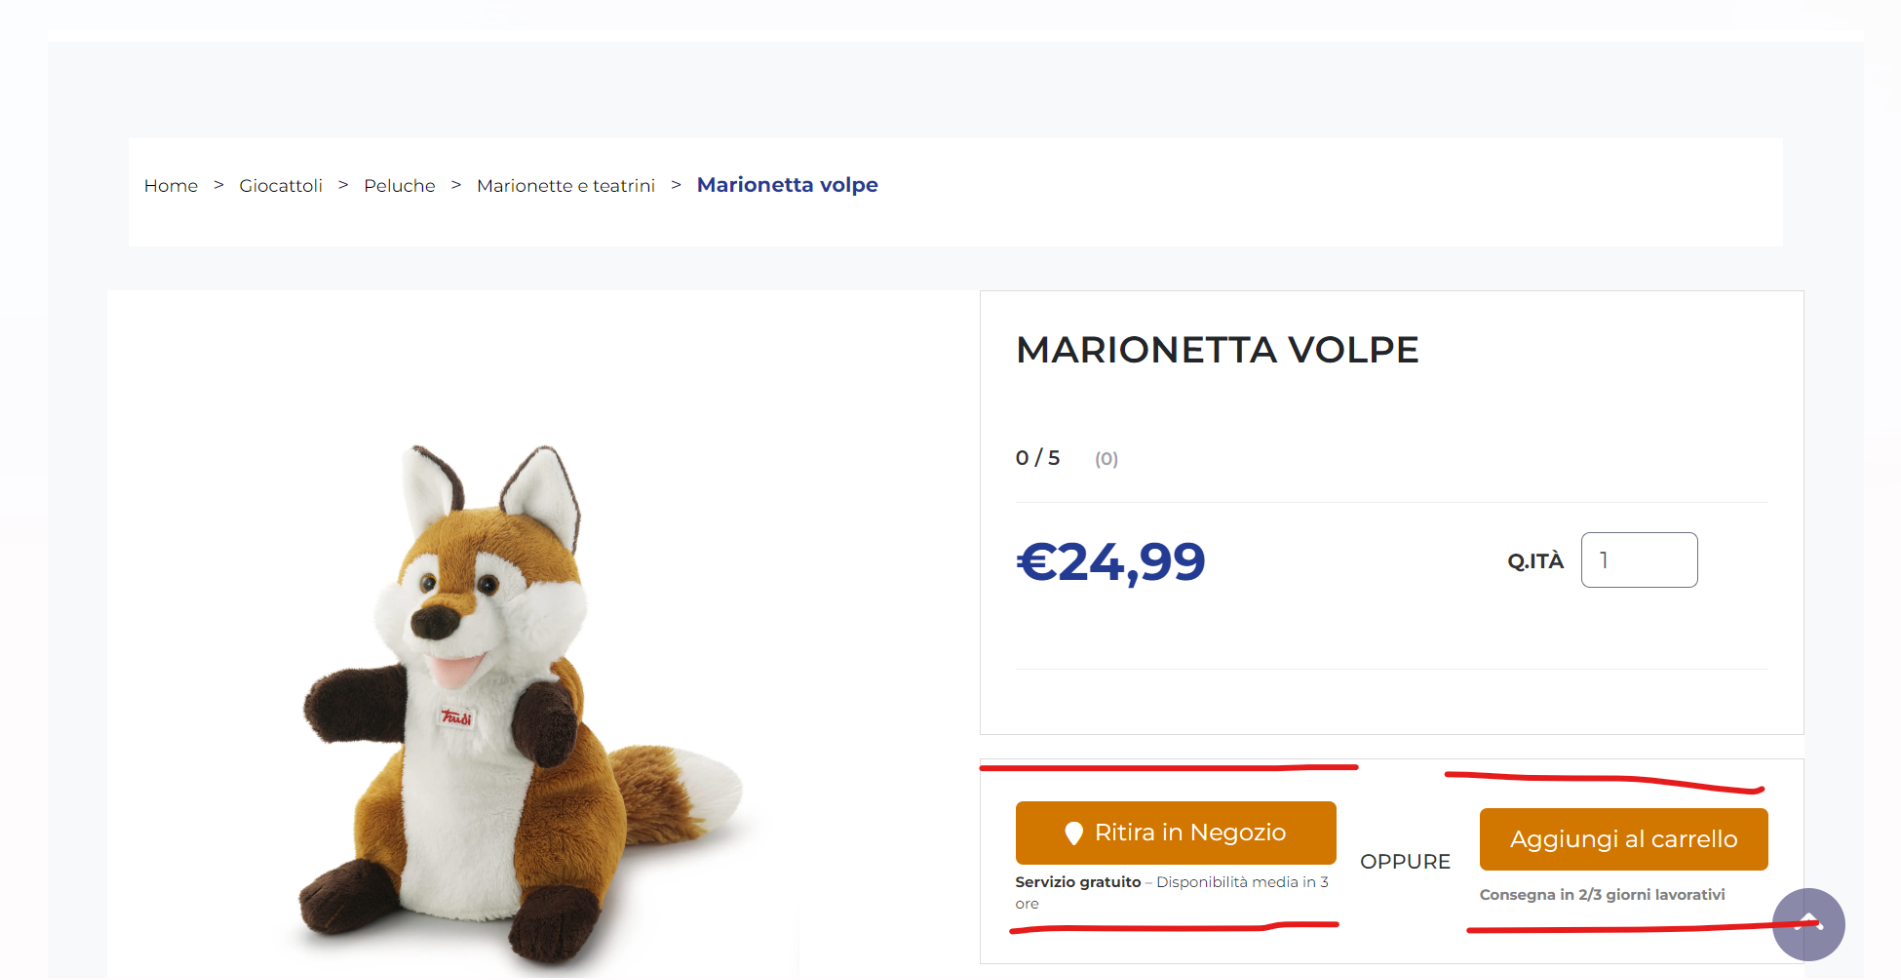 Home > Giocattoli > Peluche > Marionette e teatrini > Marionetta volpe
MARIONETTA VOLPE
0 / 5 (0)
€24,99
Q.ITÀ 1
Trudi
Ritira in Negozio
Servizio gratuito – Disponibilità media in 3
ore
OPPURE
Aggiungi al carrello
Consegna in 2/3 giorni lavorativi